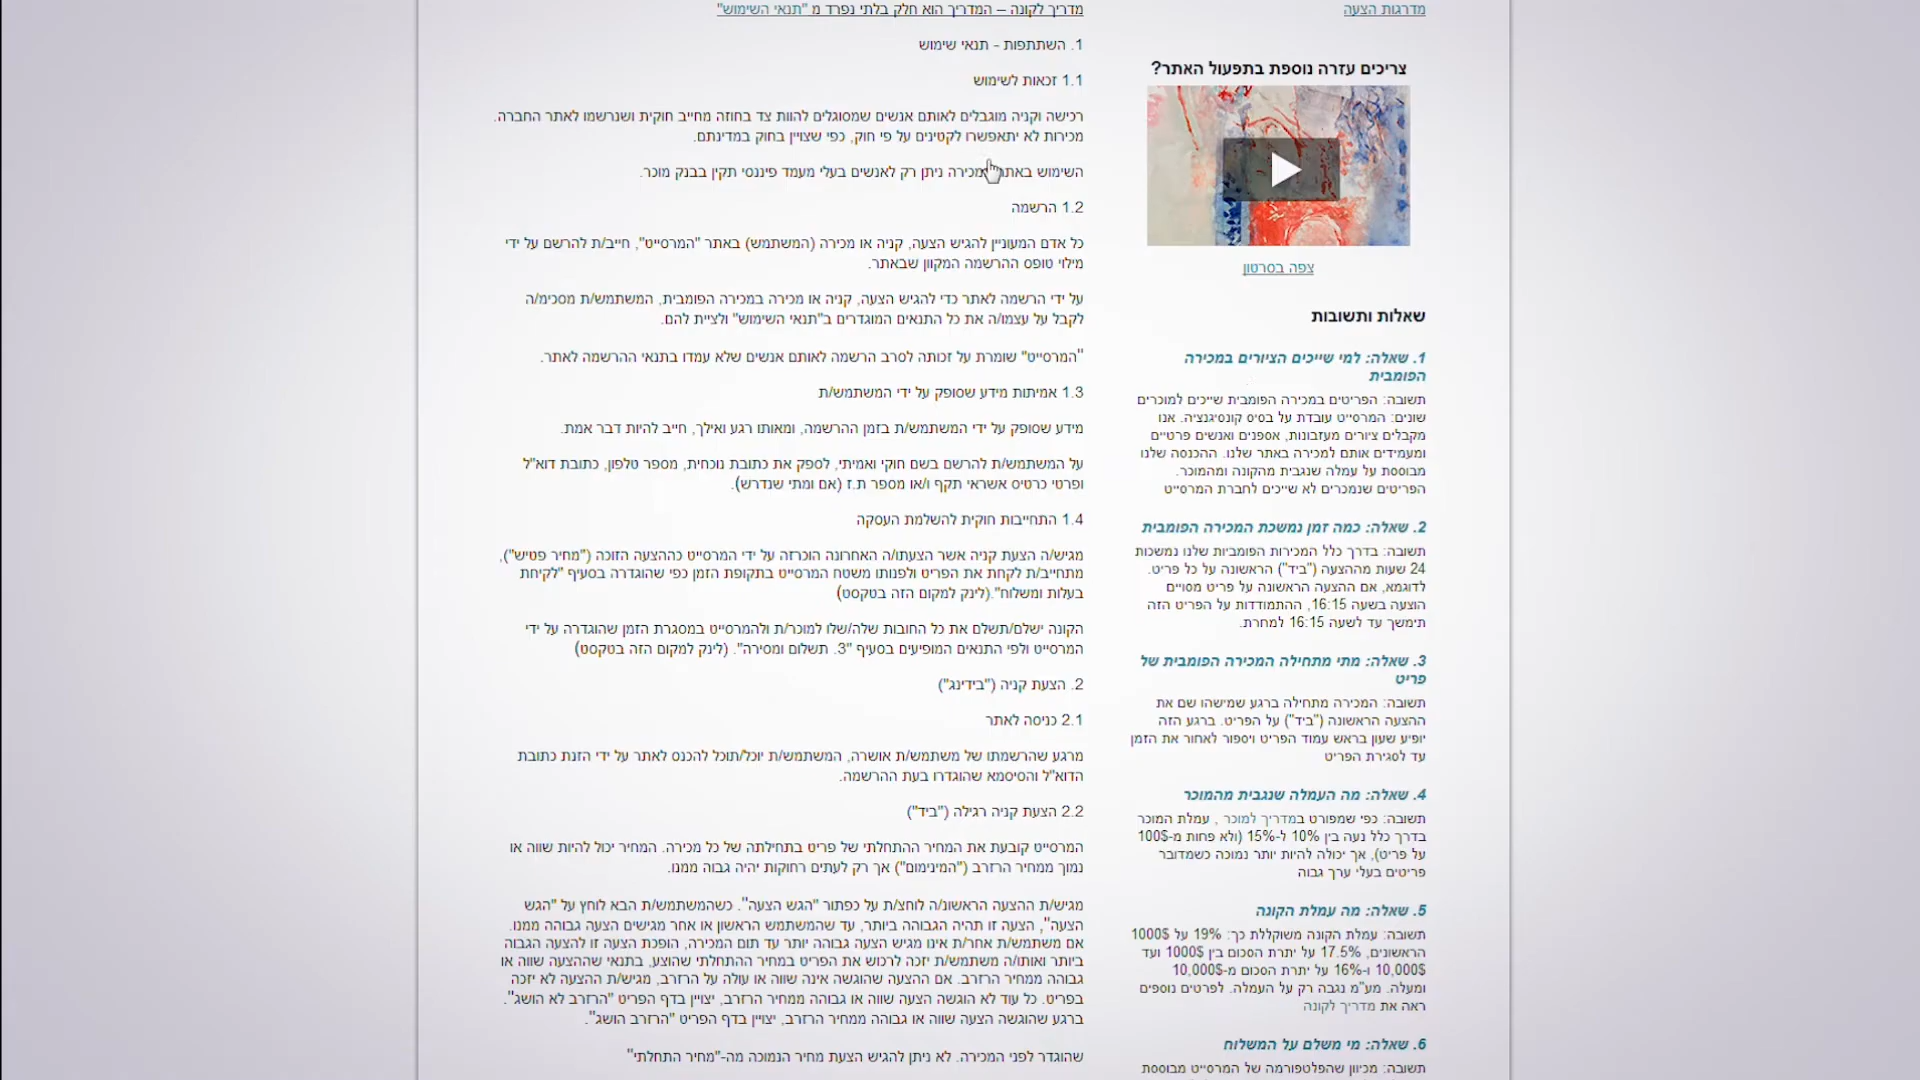 מדריך לקונה – המדריך הוא חלק בלתי נפרד מ "תנאי השימוש"
1. השתתפות - תנאי שימוש
1.1 זכאות לשימוש
רכישה וקניה מוגבלים לאותם אנשים שמסוגלים להוות צד בחוזה מחייב חוקית ושנרשמו לאתר החברה.
מכירות לא יתאפשרו לקטינים על פי חוק, כפי שצויין בחוק במדינתם.
השימוש באתר מכירה ניתן רק לאנשים בעלי מעמד פיננסי תקין בבנק מוכר.
1.2 הרשמה
כל אדם המעוניין להגיש הצעה, קניה או מכירה (המשתמש) באתר "המרסייט", חייב/ת להרשם על ידי
מילוי טופס ההרשמה המקוון שבאתר.
על ידי הרשמה לאתר כדי להגיש הצעה, קניה או מכירה במכירה הפומבית, המשתמש/ת מסכימ/ה
לקבל על עצמו/ה את כל התנאים המוגדרים ב"תנאי השימוש" ולציית להם.
"המרסייט" שומרת על זכותה לסרב הרשמה לאותם אנשים שלא עמדו בתנאי ההרשמה לאתר.
1.3 אמיתות מידע שסופק על ידי המשתמש/ת
מידע שסופק על ידי המשתמש/ת בזמן ההרשמה, ומאותו רגע ואילך, חייב להיות דבר אמת.
על המשתמש/ת להרשם בשם חוקי ואמיתי, לספק את כתובת נוכחית, מספר טלפון, כתובת דוא"ל
ופרטי כרטיס אשראי תקף ו/או מספר ת.ז (אם ומתי שנדרש).
1.4 התחייבות חוקית להשלמת העסקה
מגיש/ה הצעת קניה אשר הצעתו/ה האחרונה הוכרזה על ידי המרסייט כההצעה הזוכה ("מחיר פטיש"),
מתחייב/ת לקחת את הפריט ולפנותו משטח המרסייט בתקופת הזמן כפי שהוגדרה בסעיף "לקיחת
בעלות ומשלוח".(לינק למקום הזה בטקסט)
הקונה ישלם/תשלם את כל החובות שלה/שלו למוכר/ת ולהמרסייט במסגרת הזמן שהוגדרה על ידי
המרסייט ולפי התנאים המופיעים בסעיף "3. תשלום ומסירה". (לינק למקום הזה בטקסט)
2. הצעת קניה ("בידינג")
2.1 כניסה לאתר
מרגע שהרשמתו של משתמש/ת אושרה, המשתמש/ת יוכל/תוכל להכנס לאתר על ידי הזנת כתובת
הדוא"ל והסיסמא שהוגדרו בעת ההרשמה.
2.2 הצעת קניה רגילה ("ביד")
המרסייט קובעת את המחיר ההתחלתי של פריט בתחילתה של כל מכירה. המחיר יכול להיות שווה או
נמוך ממחיר הרזרב ("המינימום") אך רק לעתים רחוקות יהיה גבוה ממנו.
מגיש/ת ההצעה הראשונ/ה לוחצ/ת על כפתור "הגש הצעה". כשהמשתמש/ת הבא לוחץ על "הגש
הצעה", הצעה זו תהיה הגבוהה ביותר, עד שהמשתמש הראשון או אחר מגישים הצעה גבוהה ממנו.
אם משתמש/ת אחר/ת אינו מגיש הצעה גבוהה יותר עד תום המכירה, הופכת הצעה זו להצעה הגבוה
ביותר ואותו/ה משתמש/ת יזכה לרכוש את הפריט במחיר ההתחלתי שהוצע, בתנאי שההצעה שווה או
גבוהה ממחיר הרזרב. אם ההצעה שהוגשה אינה שווה או עולה על הרזרב, מגיש/ת ההצעה לא יזכה
בפריט. כל עוד לא הוגשה הצעה שווה או גבוהה ממחיר הרזרב, יצויין בדף הפריט "הרזרב לא הושג".
ברגע שהוגשה הצעה שווה או גבוהה ממחיר הרזרב, יצויין בדף הפריט "הרזרב הושג".
שהוגדר לפני המכירה. לא ניתן להגיש הצעת מחיר הנמוכה מה-"מחיר התחלתי"
מדרגות הצעה
צריכים עזרה נוספת בתפעול האתר?
צפה בסרטון
שאלות ותשובות
1. שאלה: למי שייכים הציורים במכירה
הפומבית
תשובה: הפריטים במכירה הפומבית שייכים למוכרים
שונים: המרסייט עובדת על בסיס קונסיגנציה. אנו
מקבלים ציורים מעזבונות, אספנים ואנשים פרטיים
ומעמידים אותם למכירה באתר שלנו. ההכנסה שלנו
מבוססת על עמלה שנגבית מהקונה ומהמוכר.
הפריטים שנמכרים לא שייכים לחברת המרסייט
2. שאלה: כמה זמן נמשכת המכירה הפומבית
תשובה: בדרך כלל המכירות הפומביות שלנו נמשכות
24 שעות מההצעה ("ביד") הראשונה על כל פריט.
לדוגמא, אם ההצעה הראשונה על פריט מסויים
הוצעה בשעה 16:15, ההתמודדות על הפריט הזה
תימשך עד לשעה 16:15 למחרת.
3. שאלה: מתי מתחילה המכירה הפומבית של
פריט
תשובה: המכירה מתחילה ברגע שמישהו שם את
ההצעה הראשונה ("ביד") על הפריט. ברגע הזה
יופיע שעון בראש עמוד הפריט ויספור לאחור את הזמן
עד לסגירת הפריט
4. שאלה: מה העמלה שנגבית מהמוכר
תשובה: כפי שמפורט במדריך למוכר , עמלת המוכר
בדרך כלל נעה בין 10% ל-15% (ולא פחות מ-100$
על פריט), אך יכולה להיות יותר נמוכה כשמדובר
פריטים בעלי ערך גבוה
5. שאלה: מה עמלת הקונה
תשובה: עמלת הקונה משוקללת כך: 19% על 1000$
הראשונים, 17.5% על יתרת הסכום בין 1000$ ועד
10,000$ ו-16% על יתרת הסכום מ-10,000$
ומעלה. מע"מ נגבה רק על העמלה. לפרטים נוספים
ראה את מדריך לקונה
6. שאלה: מי משלם על המשלוח
תשובה: מכיוון שהפלטפורמה של המרסייט מבוססת